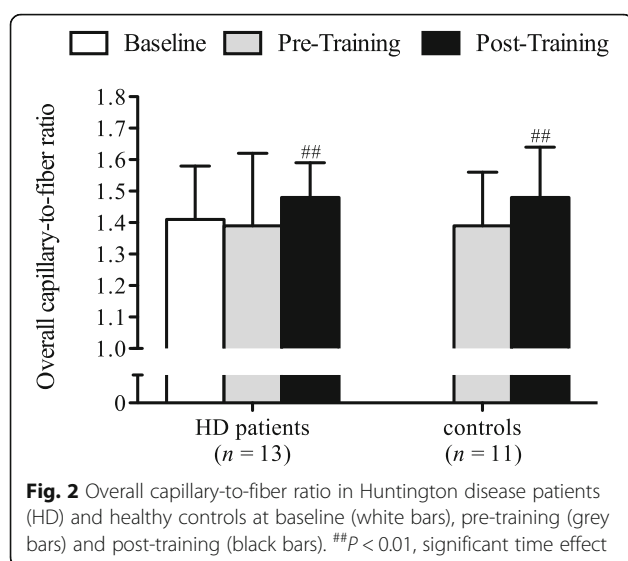 Baseline Pre-Training Post-Training
Overall capillary-to-fiber ratio
1.8
1.7
1.6
1.5
1.4
1.3
1.2
1.1
1.0
0
## ##
HD patients controls
(n = 13) (n = 11)
Fig. 2 Overall capillary-to-fiber ratio in Huntington disease patients
(HD) and healthy controls at baseline (white bars), pre-training (grey
bars) and post-training (black bars). ##P < 0.01, significant time effect